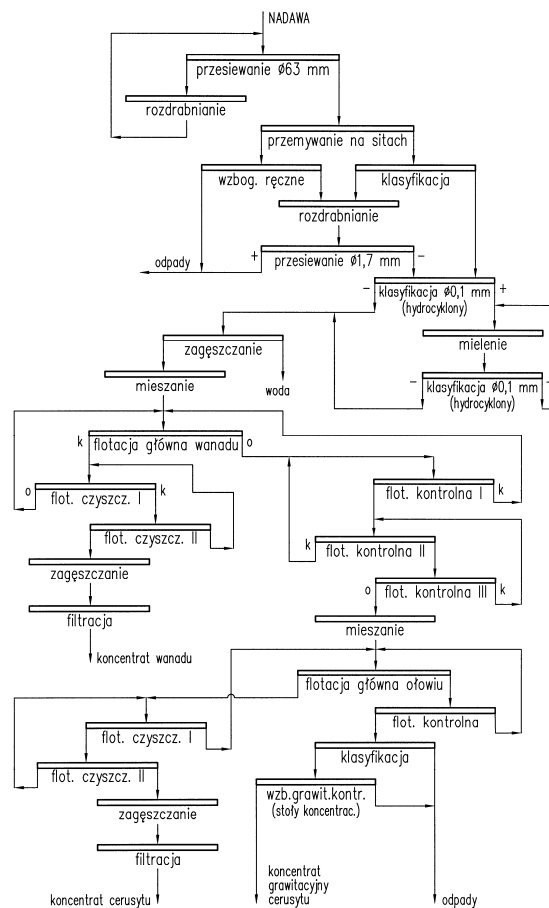 NADAWA
przesiewanie ø63 mm
rozdrabnianie
przemywanie na sitach
wzbog. ręczne
klasyfikacja
rozdrabnianie
+
-
odpady
przesiewanie ø1,7 mm
- klasyfikacja ø0,1 mm +
(hydrocyklony)
zagęszczanie
mielenie
mieszanie
woda
- klasyfikacja ø0,1 mm -
(hydrocyklony)
k flotacja główna wanadu o
o flot. czyszcz. I k
flot. kontrolna I k
flot. czyszcz. II
k flot. kontrolna II
zagęszczanie
o flot. kontrolna III k
filtracja
mieszanie
koncentrat wanadu
flotacja główna ołowiu
flot. czyszcz. I
flot. kontrolna
klasyfikacja
flot. czyszcz. II
wzb.grawit.kontr.
(stoły koncentrac.)
zagęszczanie
filtracja
koncentrat cerusytu
koncentrat
grawitacyjny
cerusytu
odpady